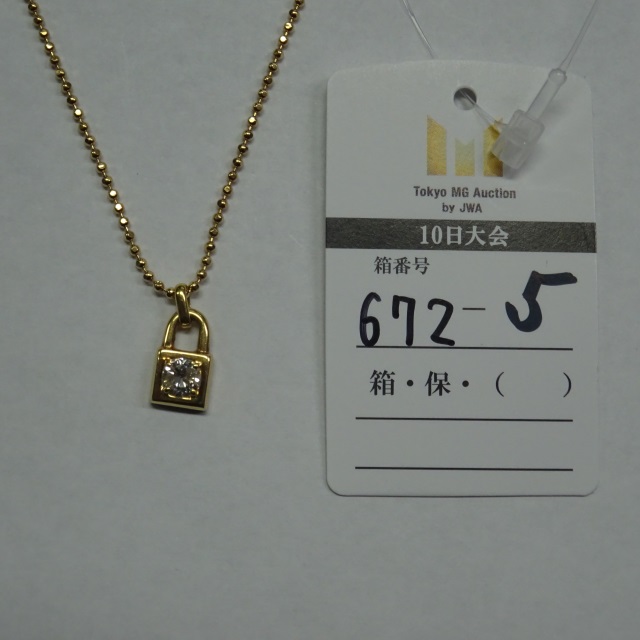 Tokyo MG Auction
by JWA
10日大会
箱番号
672-5
箱・保・(　　)